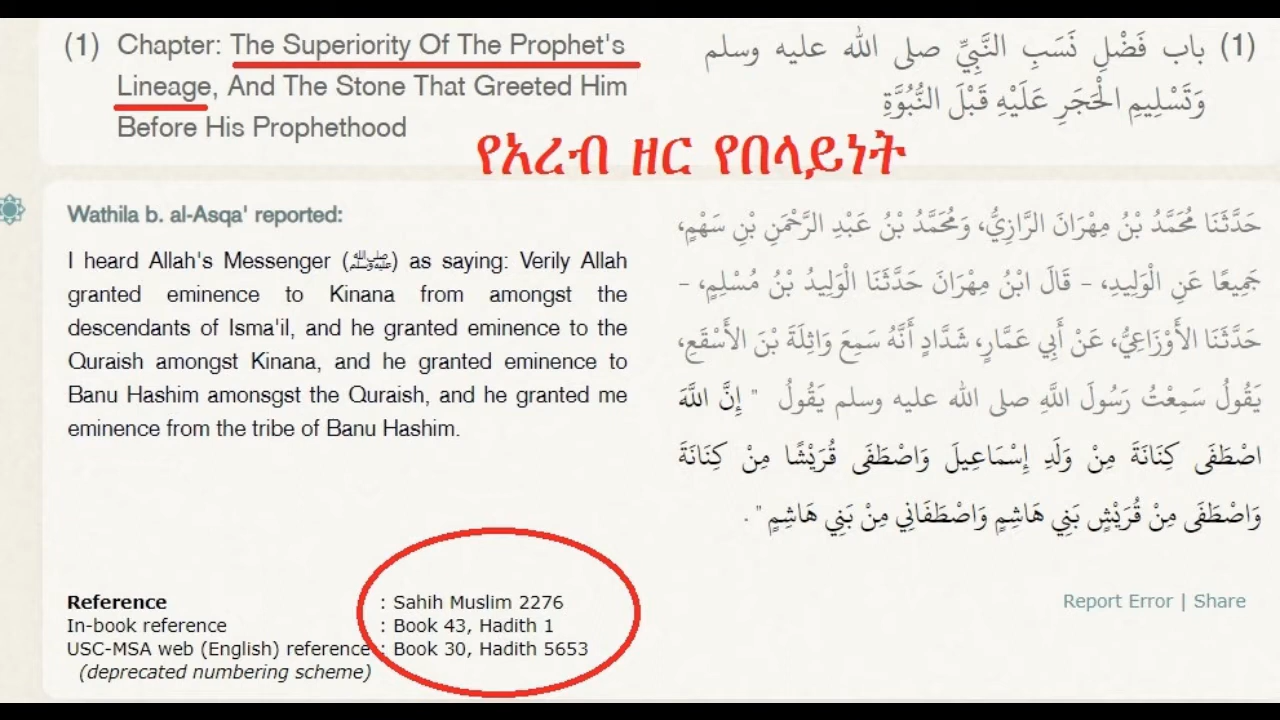 (1) Chapter: The Superiority Of The Prophet's
Lineage, And The Stone That Greeted Him
Before His Prophethood
(1) باب فَضْلِ نَسَبِ النَّبِيِّ صلى الله عليه وسلم
وَتَسْلِيمِ الْحَجَرِ عَلَيْهِ قَبْلَ النُّبُوَّةِ
የአረብ ዘር የበላይነት
Wathila b. al-Asqa' reported:
I heard Allah's Messenger (ﷺ) as saying: Verily Allah
granted eminence to Kinana from amongst the
descendants of Isma'il, and he granted eminence to the
Quraish amongst Kinana, and he granted eminence to
Banu Hashim amonsgst the Quraish, and he granted me
eminence from the tribe of Banu Hashim.
حَدَّثَنَا مُحَمَّدُ بْنُ مِهْرَانَ الرَّازِيُّ، وَمُحَمَّدُ بْنُ عَبْدِ الرَّحْمَنِ بْنِ سَهْمٍ،
جَمِيعًا عَنِ الْوَلِيدِ، - قَالَ ابْنُ مِهْرَانَ حَدَّثَنَا الْوَلِيدُ بْنُ مُسْلِمٍ، -
حَدَّثَنَا الأَوْزَاعِيُّ، عَنْ أَبِي عَمَّارٍ، شَدَّادٍ أَنَّهُ سَمِعَ وَاثِلَةَ بْنَ الأَسْقَعِ،
يَقُولُ سَمِعْتُ رَسُولَ اللَّهِ صلى الله عليه وسلم يَقُولُ " إِنَّ اللَّهَ
اصْطَفَى كِنَانَةَ مِنْ وَلَدِ إِسْمَاعِيلَ وَاصْطَفَى قُرَيْشًا مِنْ كِنَانَةَ
وَاصْطَفَى مِنْ قُرَيْشٍ بَنِي هَاشِمٍ وَاصْطَفَانِي مِنْ بَنِي هَاشِمٍ " .
Reference : Sahih Muslim 2276
In-book reference : Book 43, Hadith 1
USC-MSA web (English) reference : Book 30, Hadith 5653
(deprecated numbering scheme)
Report Error | Share